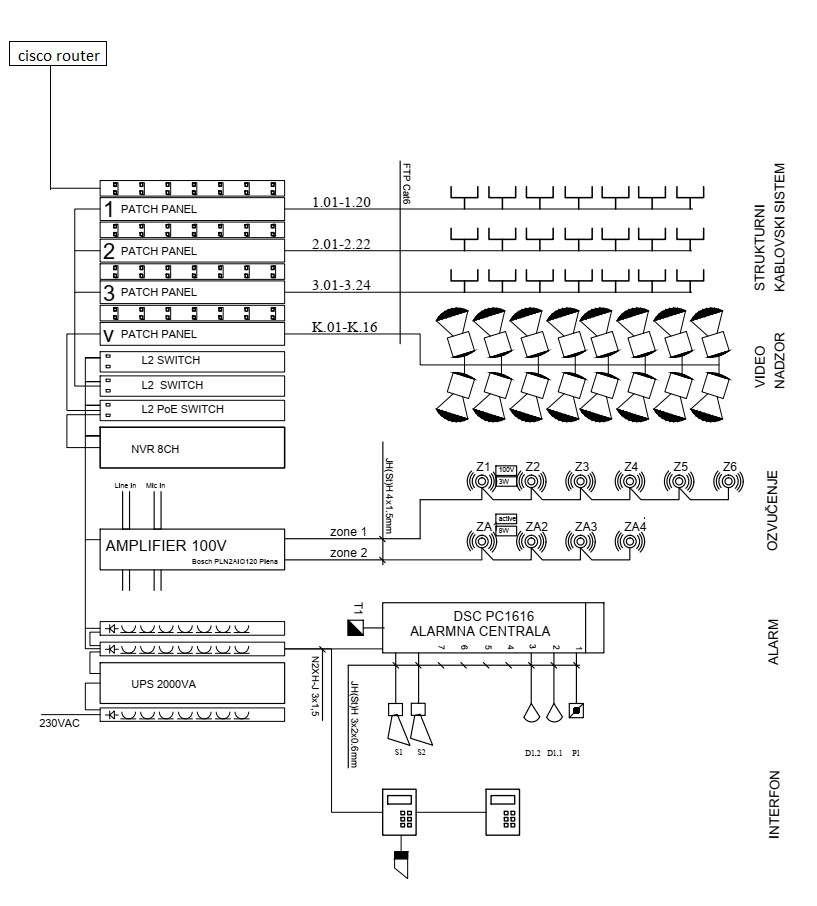 cisco router
FTP Cat6
1 PATCH PANEL
1.01-1.20
2 PATCH PANEL
2.01-2.22
3 PATCH PANEL
3.01-3.24
STRUKTURNI
KABLOVSKI SISTEM
V PATCH PANEL
K.01-K.16
L2 SWITCH
L2 SWITCH
L2 PoE SWITCH
NVR 8CH
VIDEO
NADZOR
JH(St)H 4x1.5mm
Z1
100V
3W
Z2
Z3
Z4
Z5
Z6
Line In
Mic In
ZA
active
8W
ZA2
ZA3
ZA4
AMPLIFIER 100V
Bosch PLN2AIO120 Plena
zone 1
zone 2
OZVUČENJE
T1
DSC PC1616
ALARMNA CENTRALA
7
6
5
4
3
2
1
ALARM
N2XH-J 3x1,5
JH(St)H 3x2x0.6mm
UPS 2000VA
230VAC
S1
S2
D1.2
D1.1
P1
INTERFON